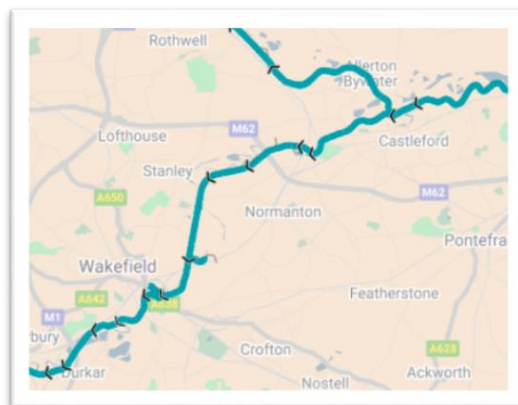 Rothwell
Allerton
Bywater
M62
Lofthouse
Castleford
Stanley
A650
M62
Normanton
Pontefra
Wakefield
A642
A638
Featherstone
M1
bury
Crofton
A628
Durkar
Nostell
Ackworth